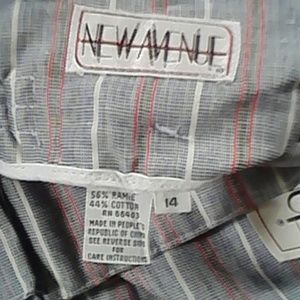 NEW AVENUE
56% RAMIE
44% COTTON
RN 66403
MADE IN PEOPLE'S
REPUBLIC OF CHINA
SEE REVERSE SIDE
FOR
CARE INSTRUCTIONS
14